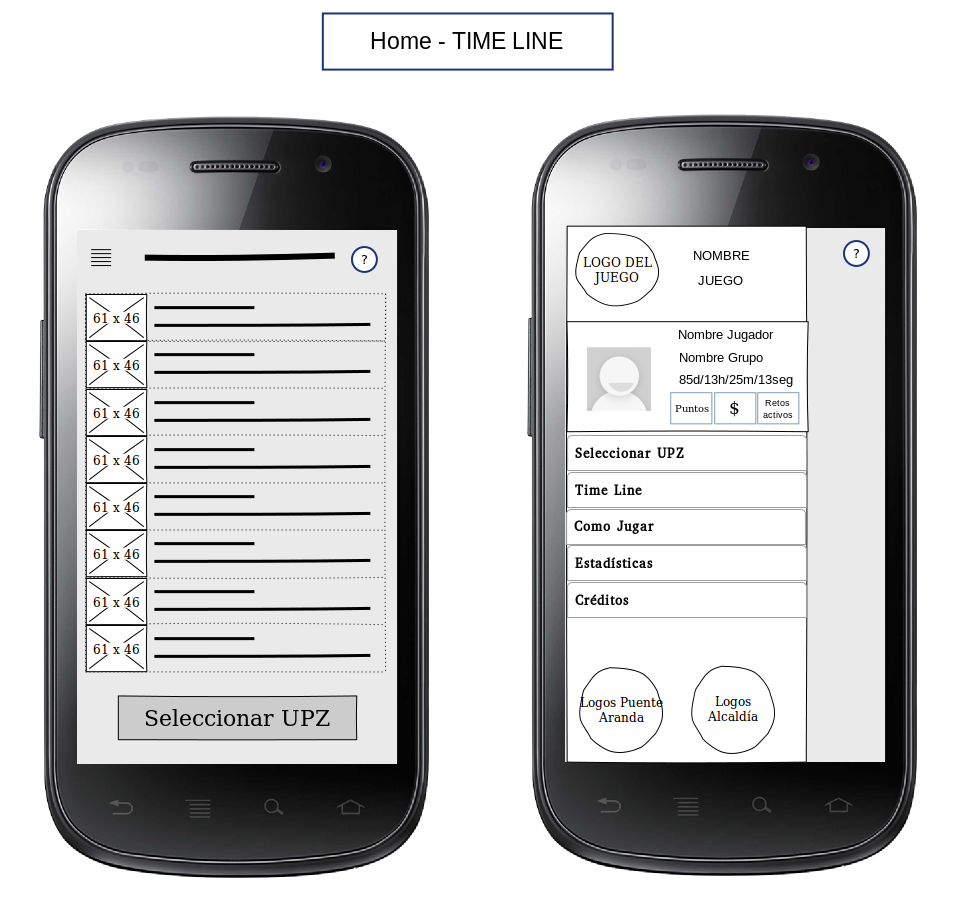 Home - TIME LINE
?
61 x 46
61 x 46
61 x 46
61 x 46
61 x 46
61 x 46
61 x 46
61 x 46
Seleccionar UPZ
LOGO DEL
JUEGO
NOMBRE
JUEGO
?
Nombre Jugador
Nombre Grupo
85d/13h/25m/13seg
Puntos
$
Retos
activos
Seleccionar UPZ
Time Line
Como Jugar
Estadísticas
Créditos
Logos Puente
Aranda
Logos
Alcaldía